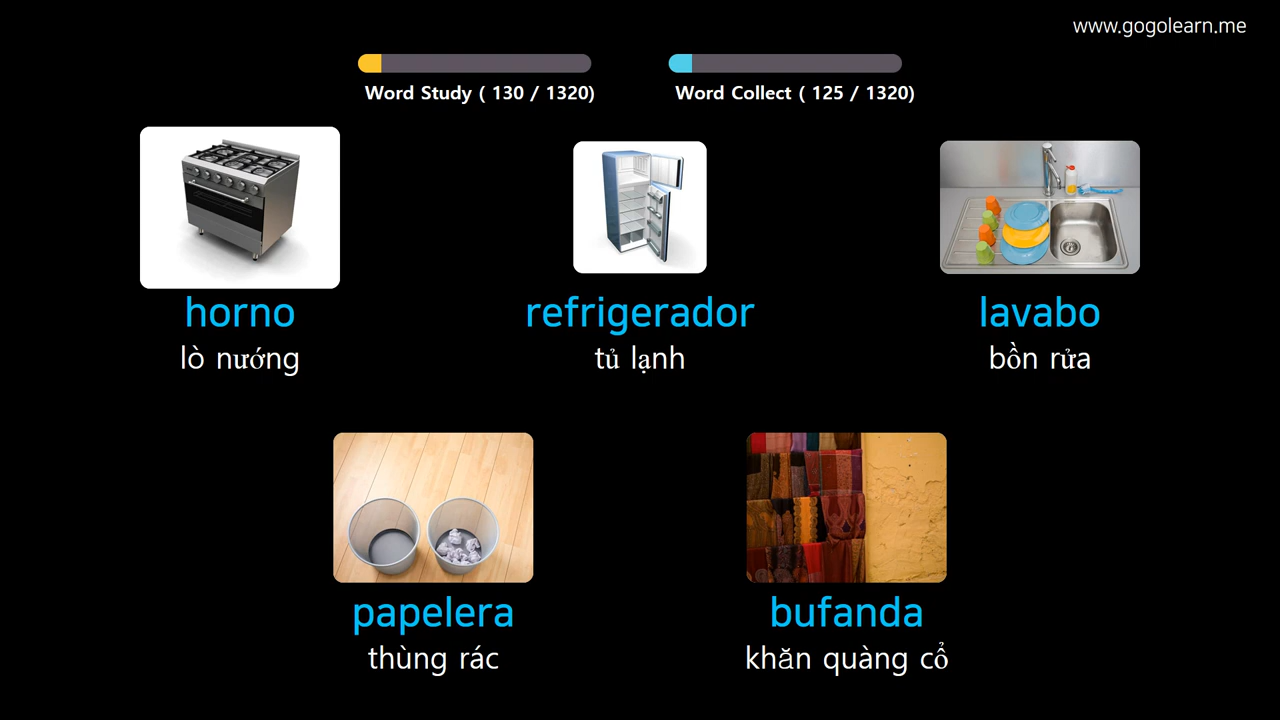 www.gogolearn.me
Word Study ( 130 / 1320)
Word Collect ( 125 / 1320)
horno
lò nướng
refrigerador
tủ lạnh
lavabo
bồn rửa
papelera
thùng rác
bufanda
khăn quàng cổ